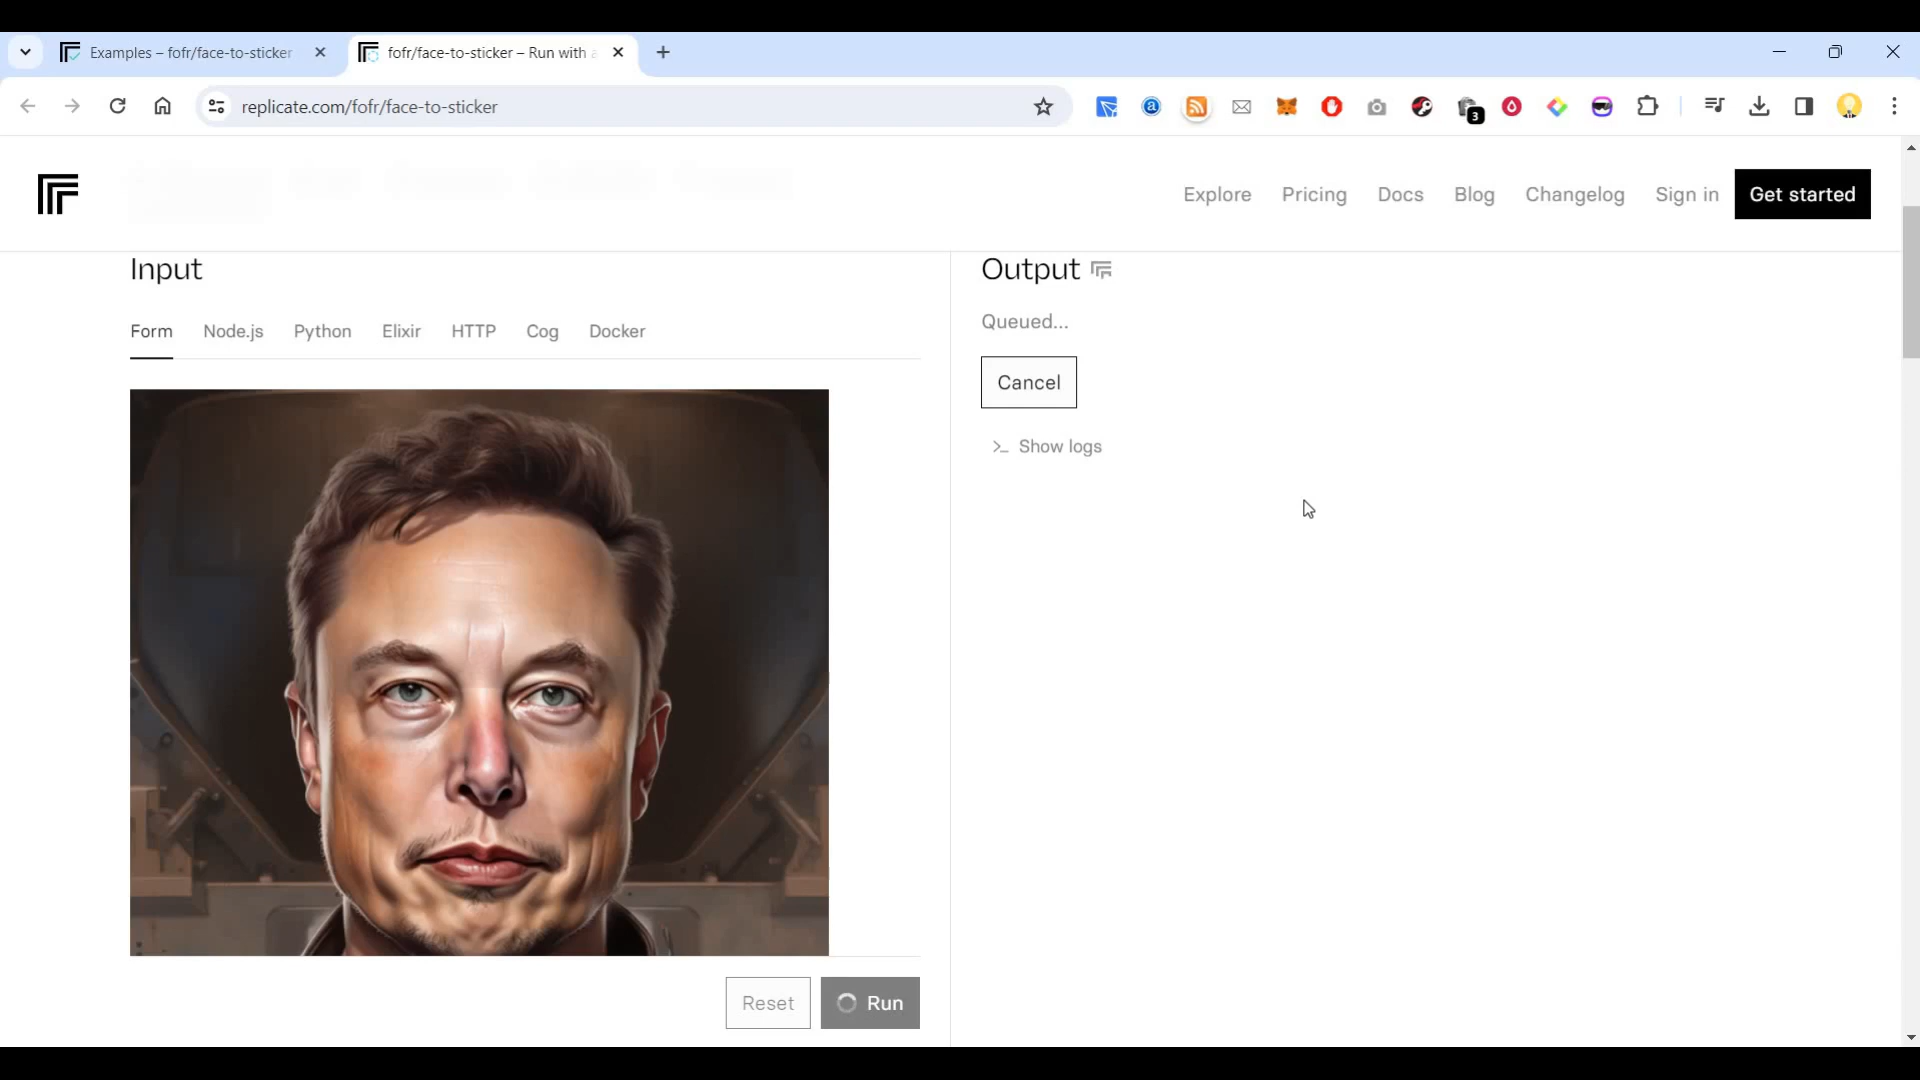 Examples – fofr/face-to-sticker
fofr/face-to-sticker – Run with a
replicate.com/fofr/face-to-sticker
3
Explore Pricing Docs Blog Changelog Sign in Get started
Input
Form Node.js Python Elixir HTTP Cog Docker
Output
Queued...
Cancel
>_ Show logs
Reset Run